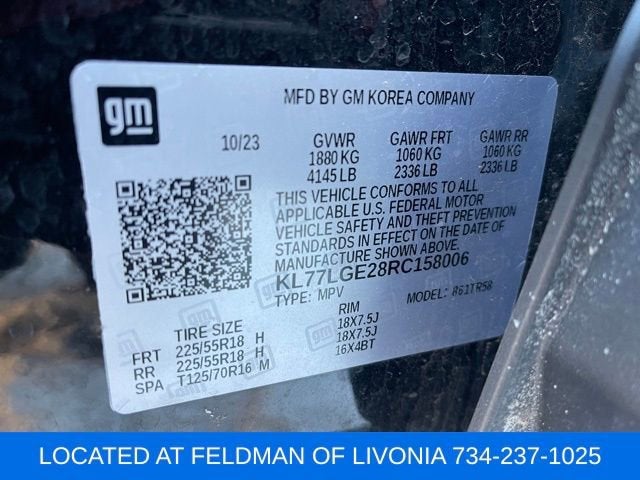 gm
MFD BY GM KOREA COMPANY
10/23 GVWR GAWR FRT GAWR RR
1880 KG 1060 KG 1060 KG
4145 LB 2336 LB 2336 LB
THIS VEHICLE CONFORMS TO ALL
APPLICABLE U.S. FEDERAL MOTOR
VEHICLE SAFETY AND THEFT PREVENTION
STANDARDS IN EFFECT ON THE DATE OF
MANUFACTURE SHOWN ABOVE.
KL77LGE28RC158006
TYPE: MPV MODEL: 861TR58
TIRE SIZE RIM
FRT 225/55R18 H 18X7.5J
RR 225/55R18 H 18X7.5J
SPA T125/70R16 M 16X4BT
LOCATED AT FELDMAN OF LIVONIA 734-237-1025